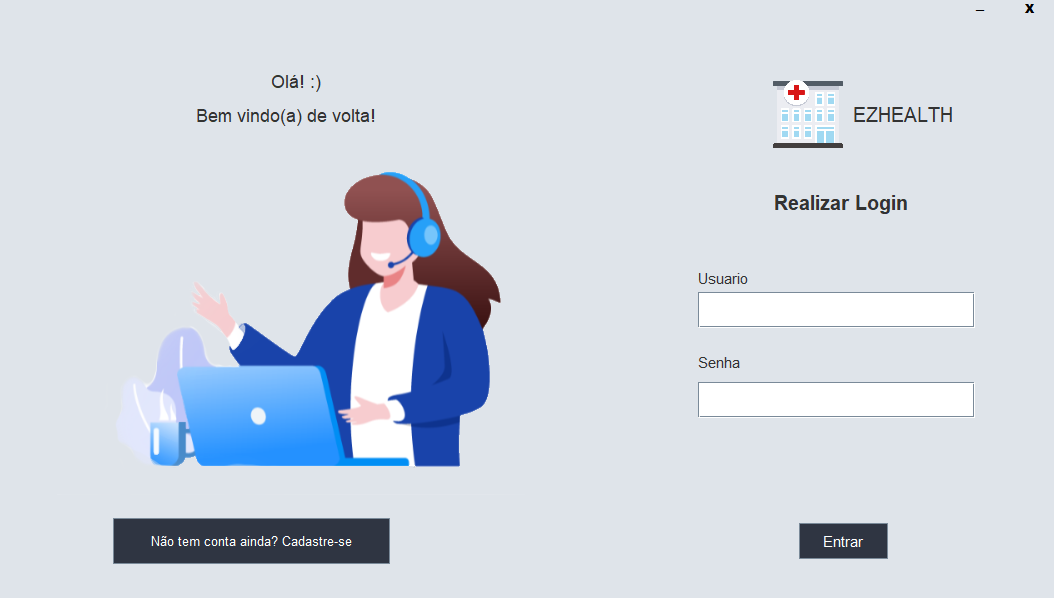 Olá! :)
Bem vindo(a) de volta!
Não tem conta ainda? Cadastre-se
EZHEALTH
Realizar Login
Usuario
Senha
Entrar